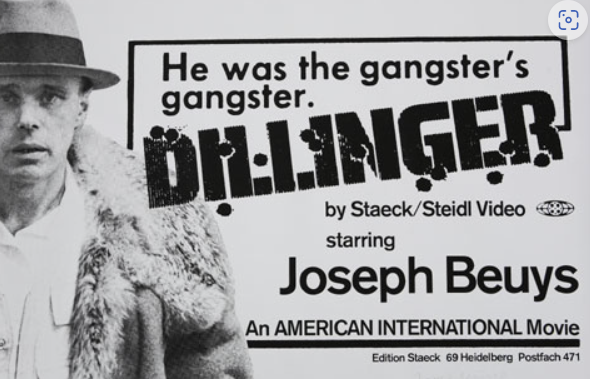 He was the gangster's
gangster.
DILLINGER
by Staeck/Steidl Video
starring
Joseph Beuys
An AMERICAN INTERNATIONAL Movie
Edition Staeck 69 Heidelberg Postfach 471